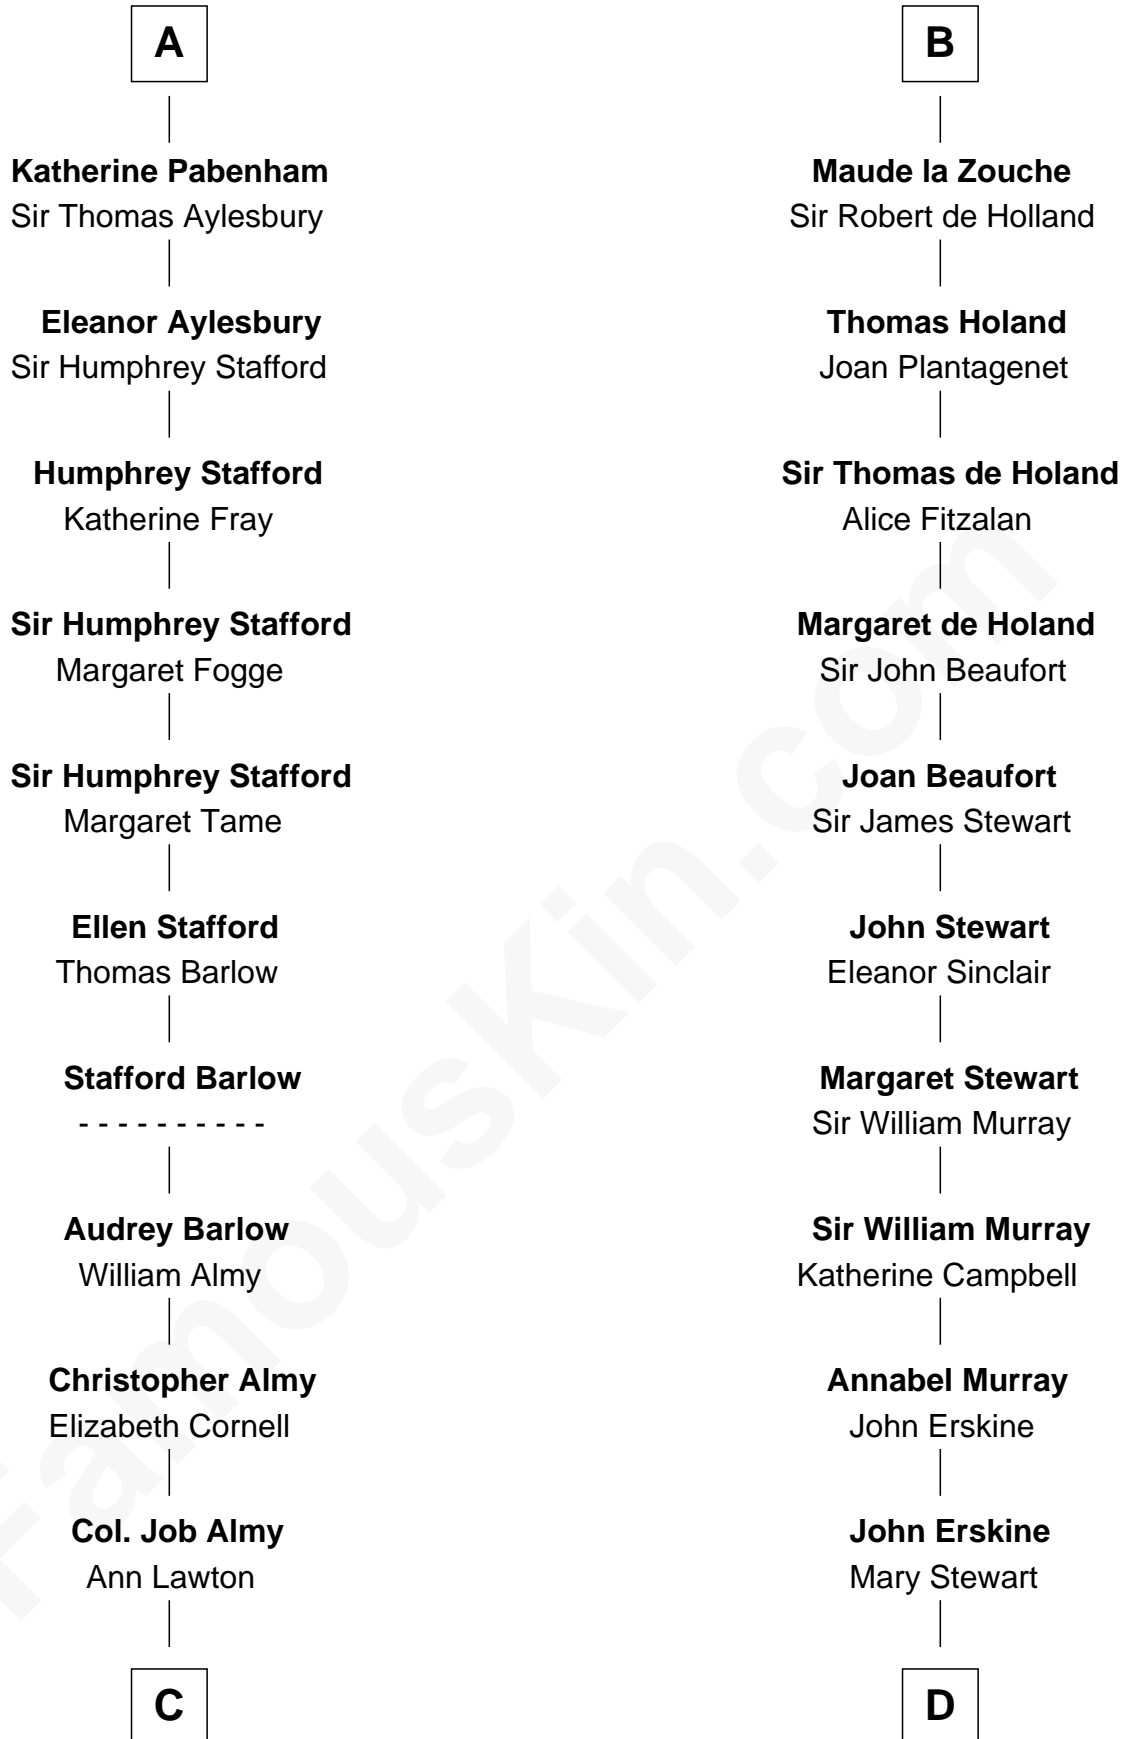 A
Katherine Pabenham
Sir Thomas Aylesbury
Eleanor Aylesbury
Sir Humphrey Stafford
Humphrey Stafford
Katherine Fray
Sir Humphrey Stafford
Margaret Fogge
Sir Humphrey Stafford
Margaret Tame
Ellen Stafford
Thomas Barlow
Stafford Barlow
- - - - - - - - - -
Audrey Barlow
William Almy
Christopher Almy
Elizabeth Cornell
Col. Job Almy
Ann Lawton
C
B
Maude la Zouche
Sir Robert de Holland
Thomas Holand
Joan Plantagenet
Sir Thomas de Holand
Alice Fitzalan
Margaret de Holand
Sir John Beaufort
Joan Beaufort
Sir James Stewart
John Stewart
Eleanor Sinclair
Margaret Stewart
Sir William Murray
Sir William Murray
Katherine Campbell
Annabel Murray
John Erskine
John Erskine
Mary Stewart
D
FamousKin.com